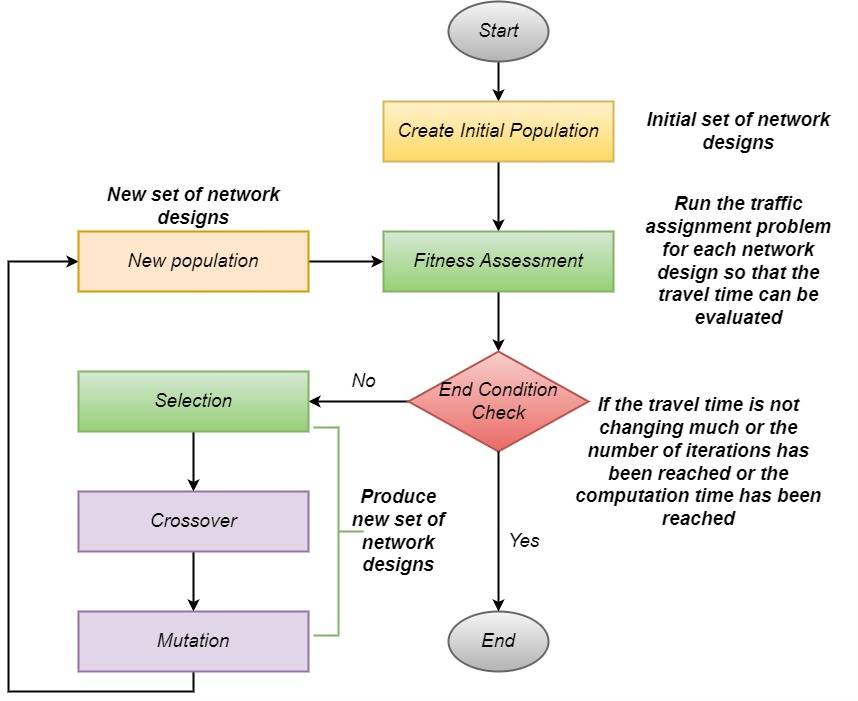 Start
Create Initial Population
Initial set of network
designs
New set of network
designs
New population
Fitness Assessment
Run the traffic
assignment problem
for each network
design so that the
travel time can be
evaluated
End Condition
Check
No
If the travel time is not
changing much or the
number of iterations has
been reached or the
computation time has been
reached
Selection
Crossover
Mutation
Produce
new set of
network
designs
Yes
End